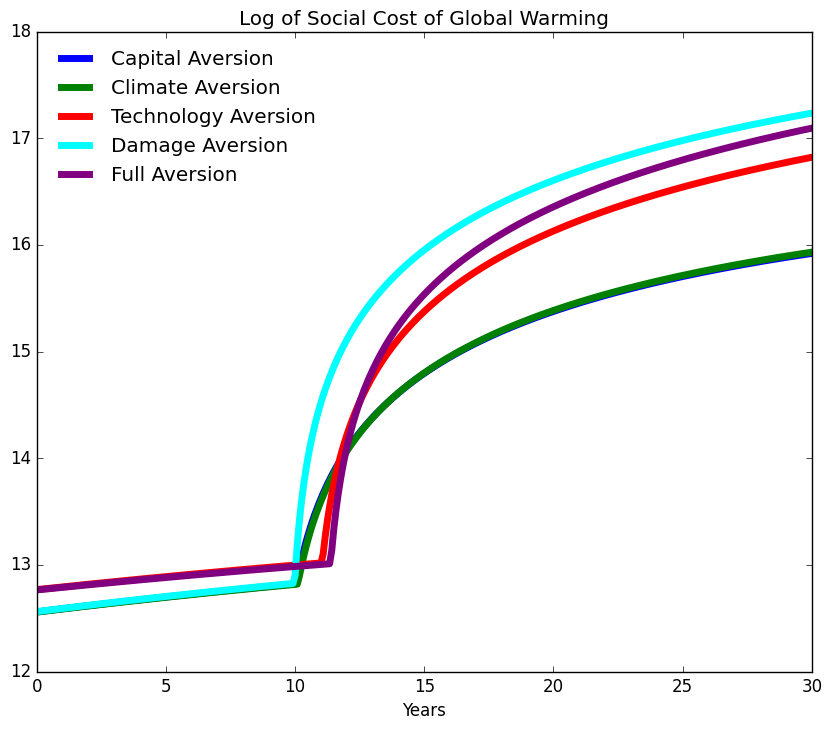 Log of Social Cost of Global Warming
18
17
16
15
14
13
12
Capital Aversion
Climate Aversion
Technology Aversion
Damage Aversion
Full Aversion
0 5 10 15 20 25 30
Years